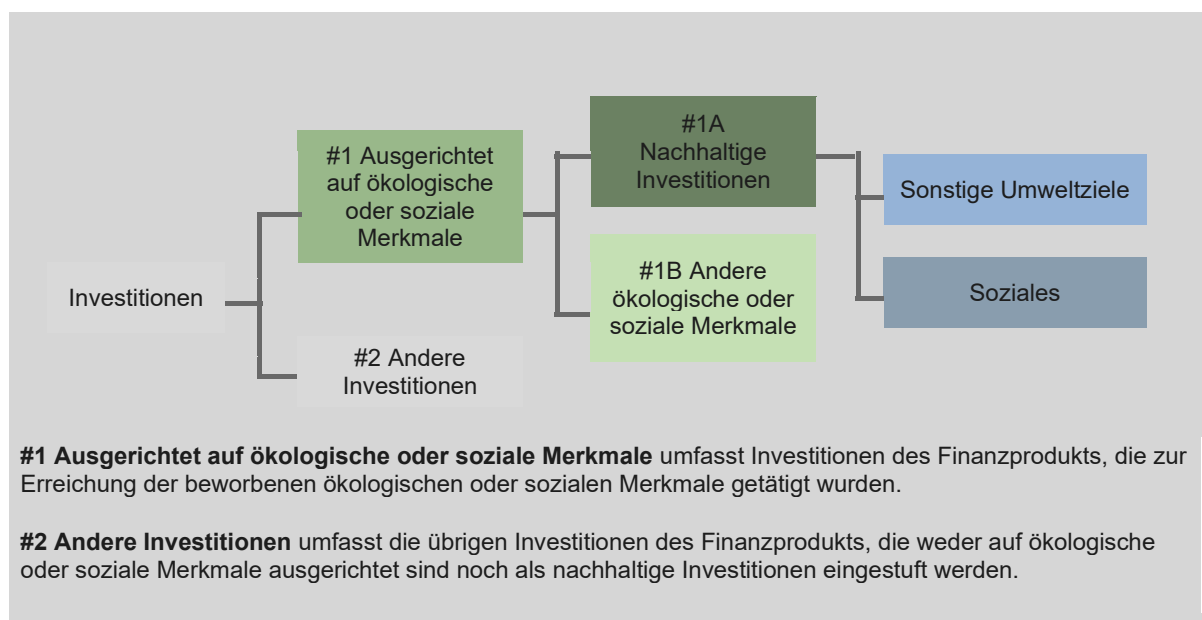 #1A
Nachhaltige
Investitionen
#1 Ausgerichtet
auf ökologische
oder soziale
Merkmale
Sonstige Umweltziele
#1B Andere
ökologische oder
soziale Merkmale
Soziales
Investitionen
#2 Andere
Investitionen
#1 Ausgerichtet auf ökologische oder soziale Merkmale umfasst Investitionen des Finanzprodukts, die zur
Erreichung der beworbenen ökologischen oder sozialen Merkmale getätigt wurden.
#2 Andere Investitionen umfasst die übrigen Investitionen des Finanzprodukts, die weder auf ökologische
oder soziale Merkmale ausgerichtet sind noch als nachhaltige Investitionen eingestuft werden.